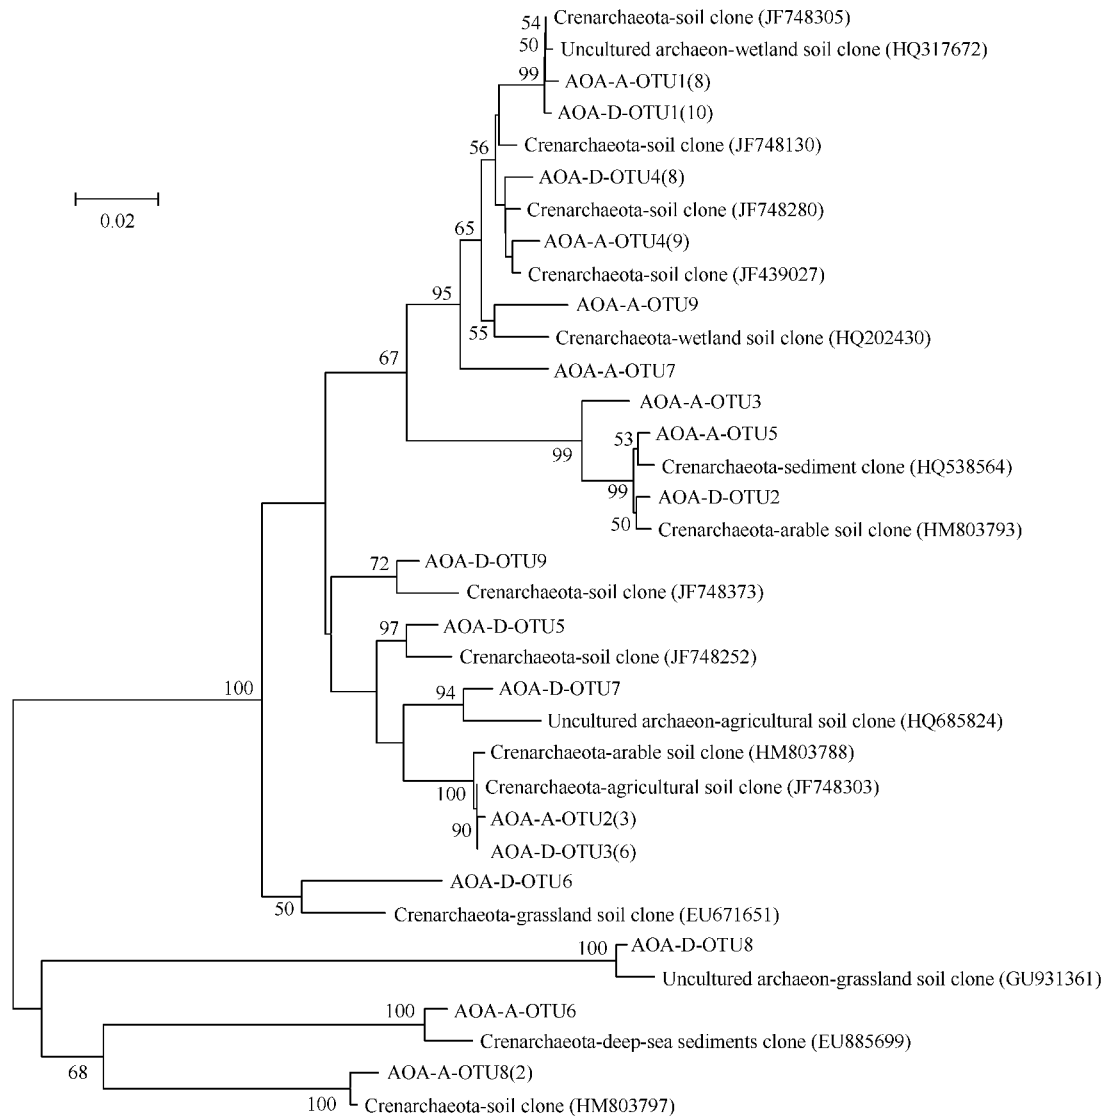 54
Crenarchaeota-soil clone (JF748305)
50
Uncultured archaeon-wetland soil clone (HQ317672)
99
AOA-A-OTU1(8)
AOA-D-OTU1(10)
56
Crenarchaeota-soil clone (JF748130)
AOA-D-OTU4(8)
0.02
Crenarchaeota-soil clone (JF748280)
65
AOA-A-OTU4(9)
Crenarchaeota-soil clone (JF439027)
95
AOA-A-OTU9
55
Crenarchaeota-wetland soil clone (HQ202430)
67
AOA-A-OTU7
AOA-A-OTU3
53
AOA-A-OTU5
99
Crenarchaeota-sediment clone (HQ538564)
99
AOA-D-OTU2
50
Crenarchaeota-arable soil clone (HM803793)
72
AOA-D-OTU9
Crenarchaeota-soil clone (JF748373)
97
AOA-D-OTU5
Crenarchaeota-soil clone (JF748252)
100
94
AOA-D-OTU7
Uncultured archaeon-agricultural soil clone (HQ685824)
Crenarchaeota-arable soil clone (HM803788)
100
Crenarchaeota-agricultural soil clone (JF748303)
90
AOA-A-OTU2(3)
AOA-D-OTU3(6)
AOA-D-OTU6
50
Crenarchaeota-grassland soil clone (EU671651)
100
AOA-D-OTU8
Uncultured archaeon-grassland soil clone (GU931361)
100
AOA-A-OTU6
Crenarchaeota-deep-sea sediments clone (EU885699)
68
AOA-A-OTU8(2)
100
Crenarchaeota-soil clone (HM803797)